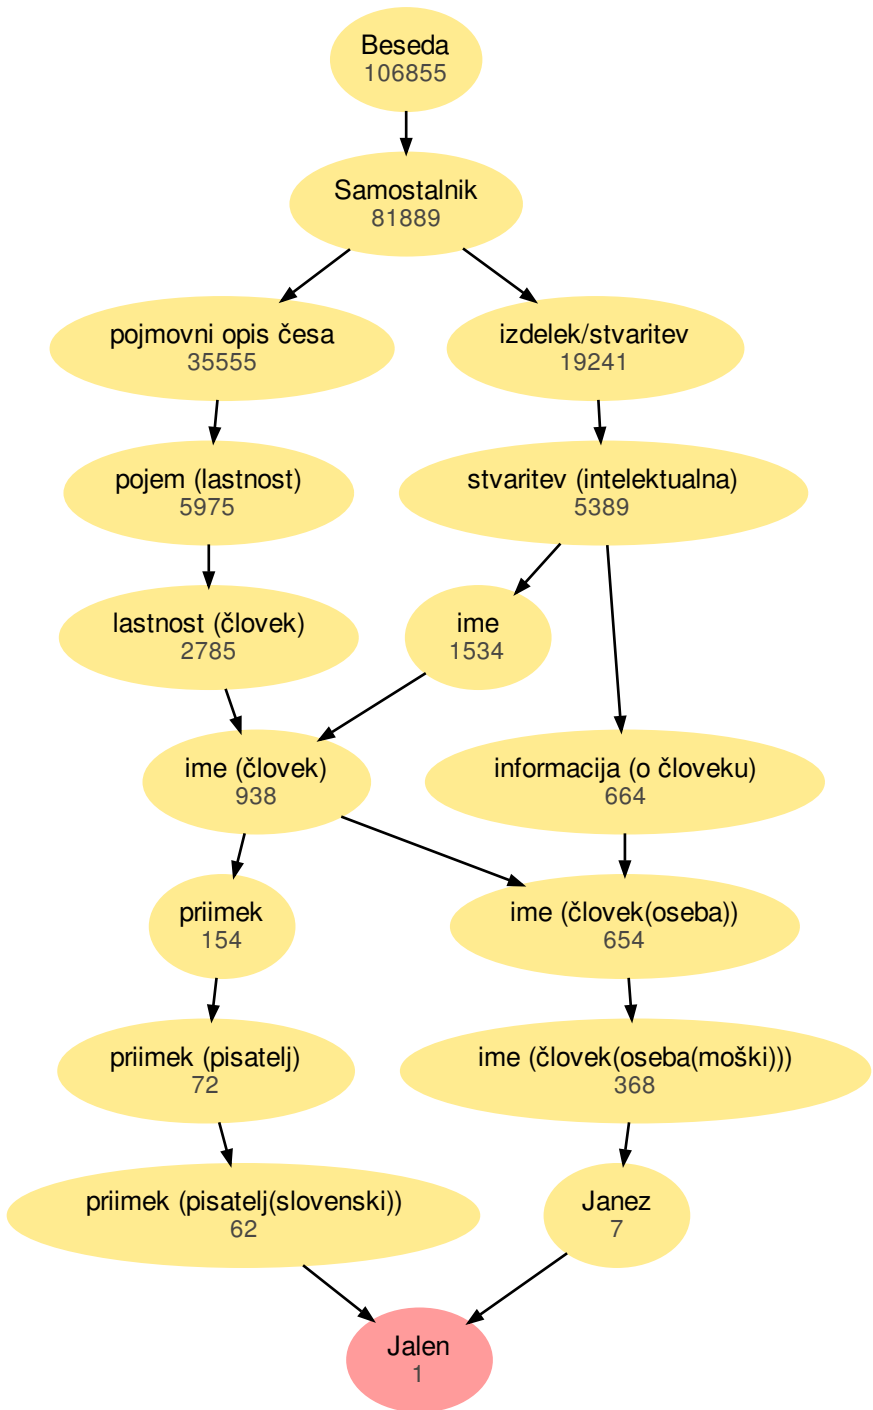 Beseda
106855
Samostalnik
81889
pojmovni opis česa
35555
izdelek/stvaritev
19241
pojem (lastnost)
5975
stvaritev (intelektualna)
5389
lastnost (človek)
2785
ime
1534
ime (človek)
938
informacija (o človeku)
664
priimek
154
ime (človek(oseba))
654
priimek (pisatelj)
72
ime (človek(oseba(moški)))
368
priimek (pisatelj(slovenski))
62
Janez
7
Jalen
1